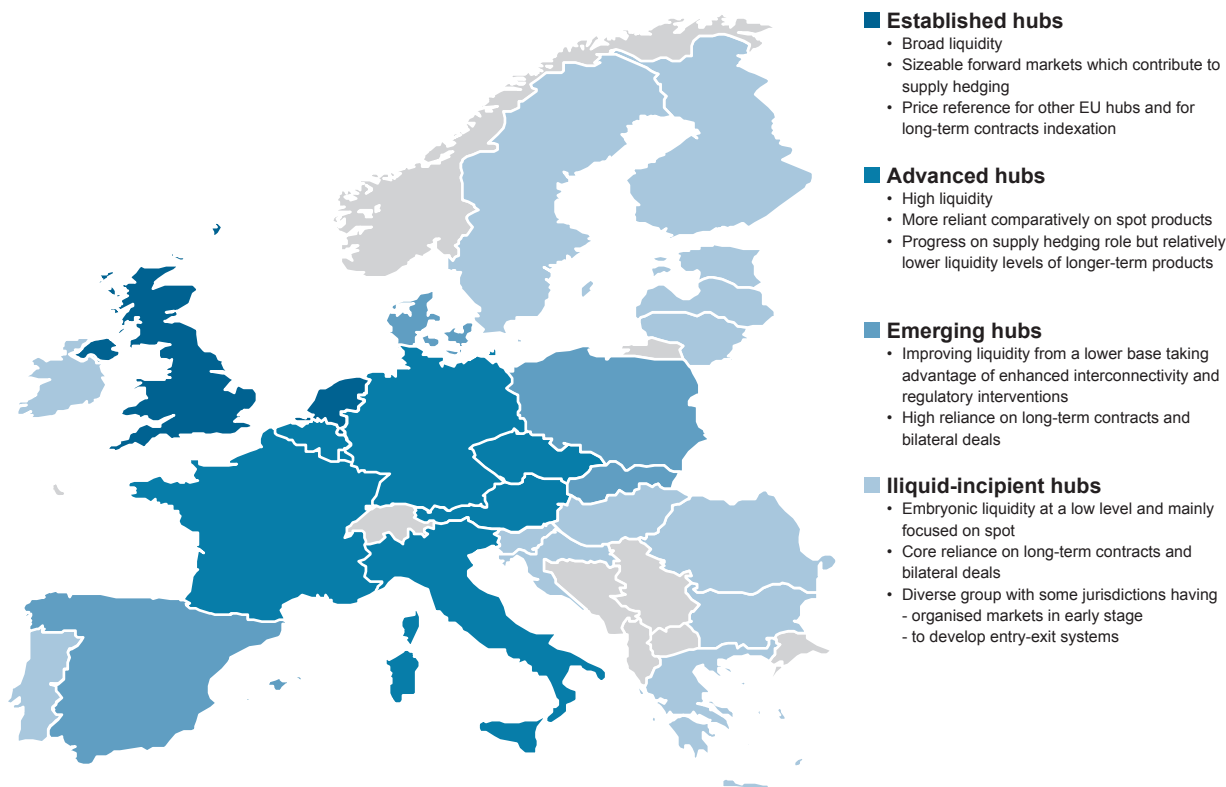 Established hubs
• Broad liquidity
• Sizeable forward markets which contribute to
supply hedging
• Price reference for other EU hubs and for
long-term contracts indexation
Advanced hubs
• High liquidity
• More reliant comparatively on spot products
• Progress on supply hedging role but relatively
lower liquidity levels of longer-term products
Emerging hubs
• Improving liquidity from a lower base taking
advantage of enhanced interconnectivity and
regulatory interventions
• High reliance on long-term contracts and
bilateral deals
Iliquid-incipient hubs
• Embryonic liquidity at a low level and mainly
focused on spot
• Core reliance on long-term contracts and
bilateral deals
• Diverse group with some jurisdictions having
- organised markets in early stage
- to develop entry-exit systems